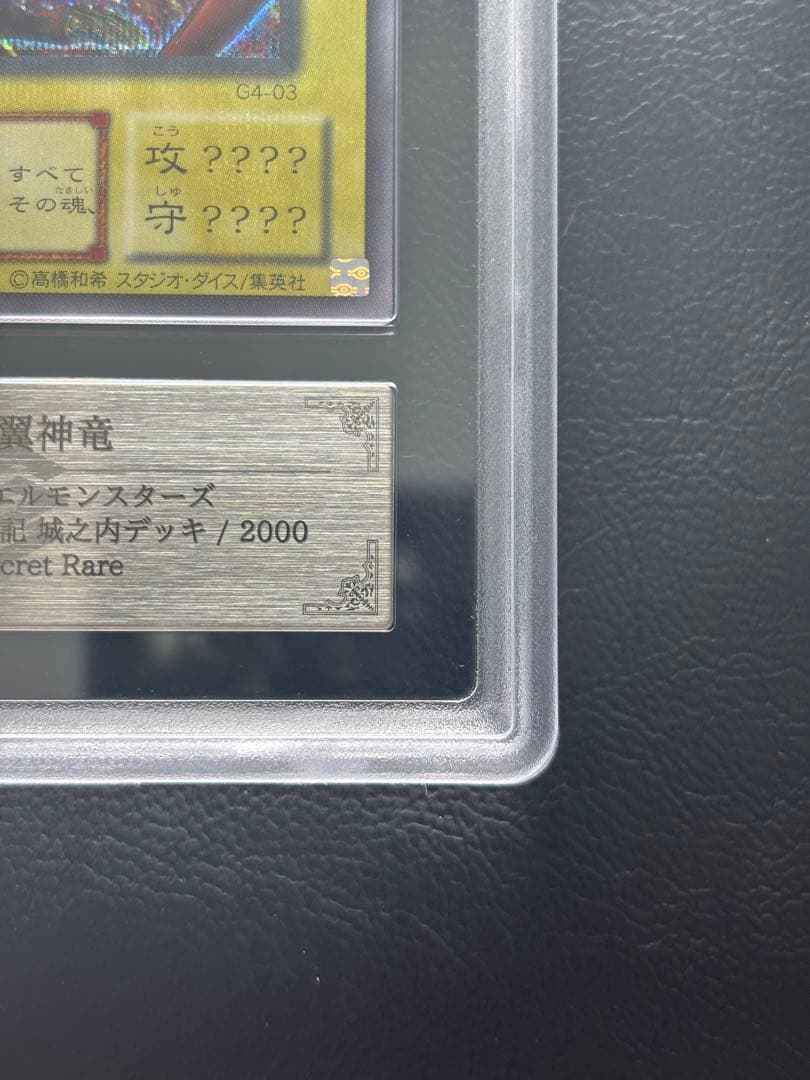 G4-03
こう
攻 ????
しゅ
守 ????
すべて
たましい
その魂、
©高橋和希 スタジオ・ダイス/集英社
翼神竜
エルモンスターズ
記 城之内デッキ / 2000
cret Rare